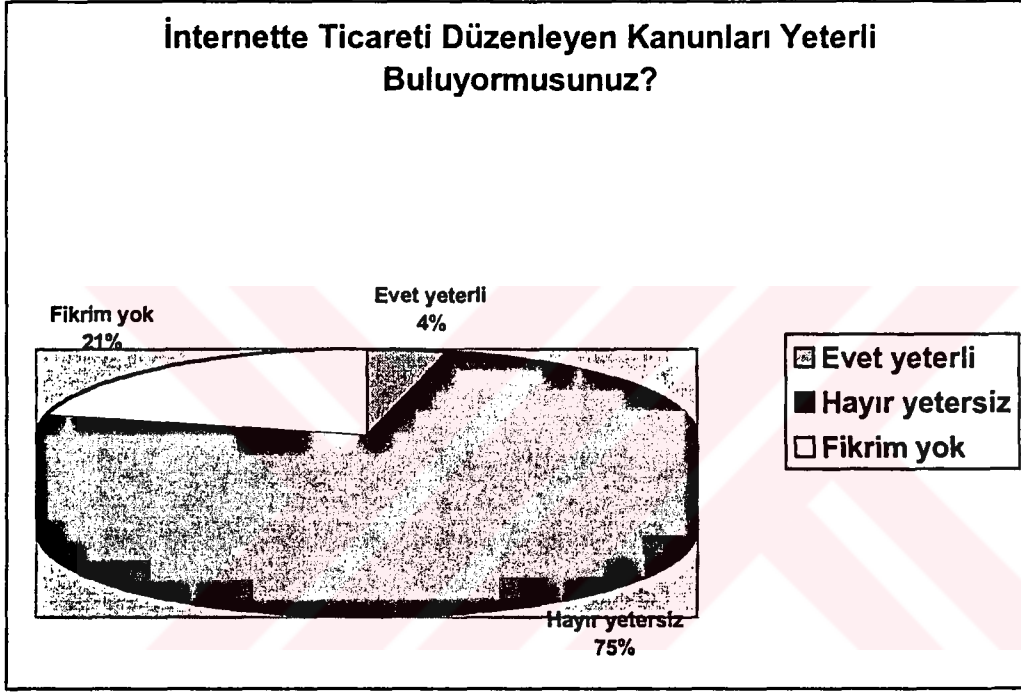 İnternette Ticareti Düzenleyen Kanunları Yeterli
Buluyormusunuz?
Fikrim yok
21%
Evet yeterli
4%
Hayır yetersiz
75%
Evet yeterli
Hayır yetersiz
Fikrim yok